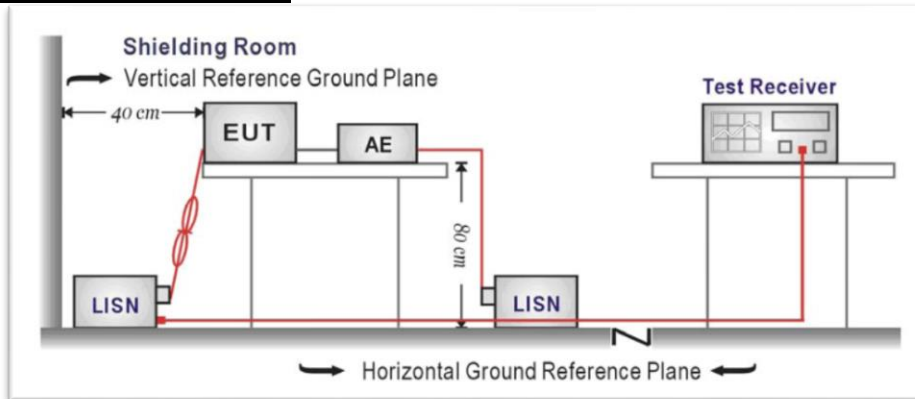 Shielding Room
Vertical Reference Ground Plane
Test Receiver
40 cm
EUT
AE
80 cm
LISN
LISN
Horizontal Ground Reference Plane